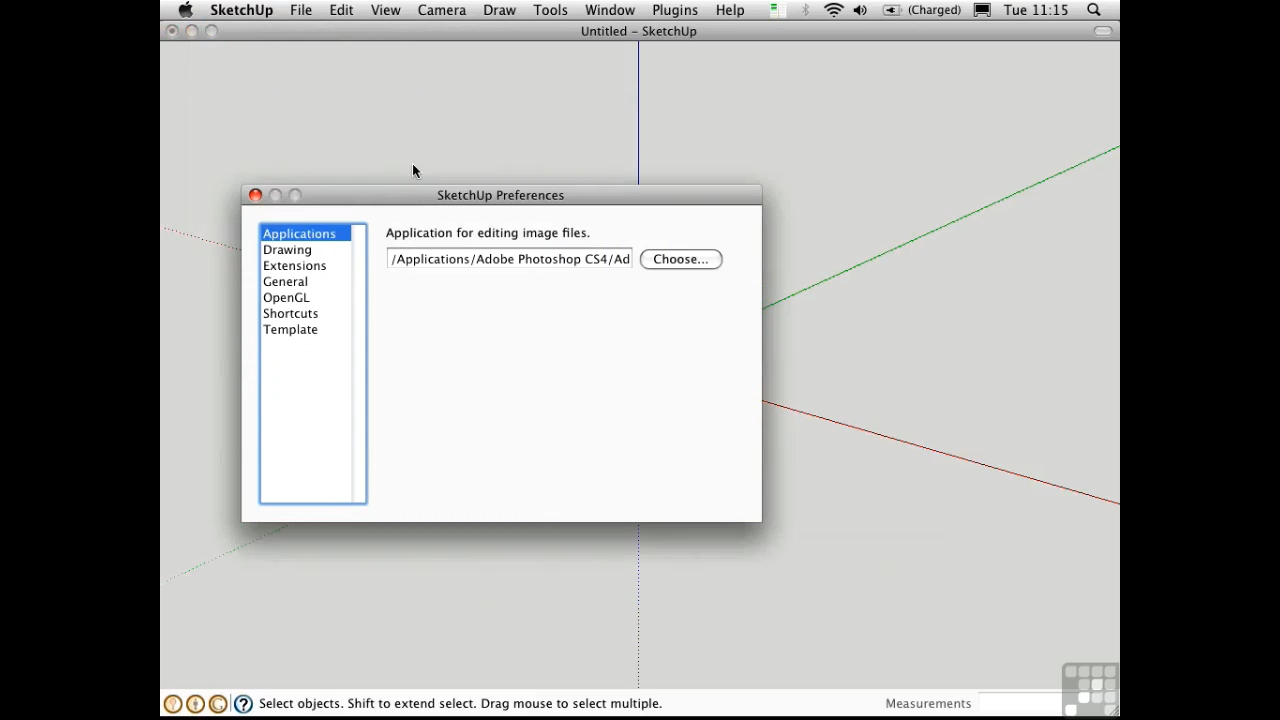 SketchUp File Edit View Camera Draw Tools Window Plugins Help (Charged) Tue 11:15
Untitled – SketchUp
SketchUp Preferences
Applications
Drawing
Extensions
General
OpenGL
Shortcuts
Template
Application for editing image files.
/Applications/Adobe Photoshop CS4/Ad Choose...
Select objects. Shift to extend select. Drag mouse to select multiple. Measurements